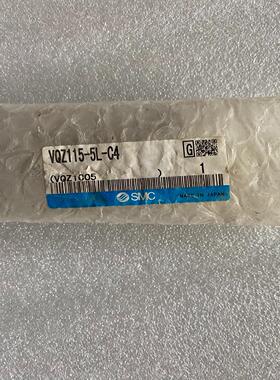 VQZ115-5L-C4
G 1
(VQZ1005 )
SMC MADE IN JAPAN